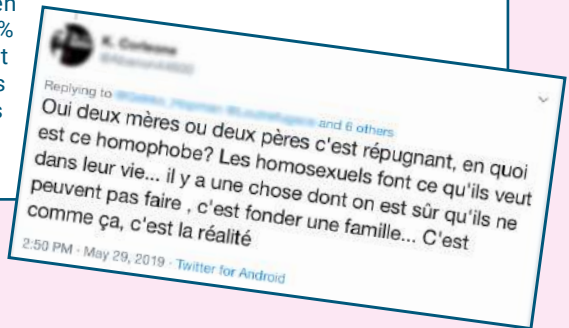 en
%
t
s
s
K. Corleone
Replying to and 6 others
Oui deux mères ou deux pères c'est répugnant, en quoi
est ce homophobe? Les homosexuels font ce qu'ils veut
dans leur vie... il y a une chose dont on est sûr qu'ils ne
peuvent pas faire , c'est fonder une famille... C'est
comme ça, c'est la réalité
2:50 PM · May 29, 2019 · Twitter for Android